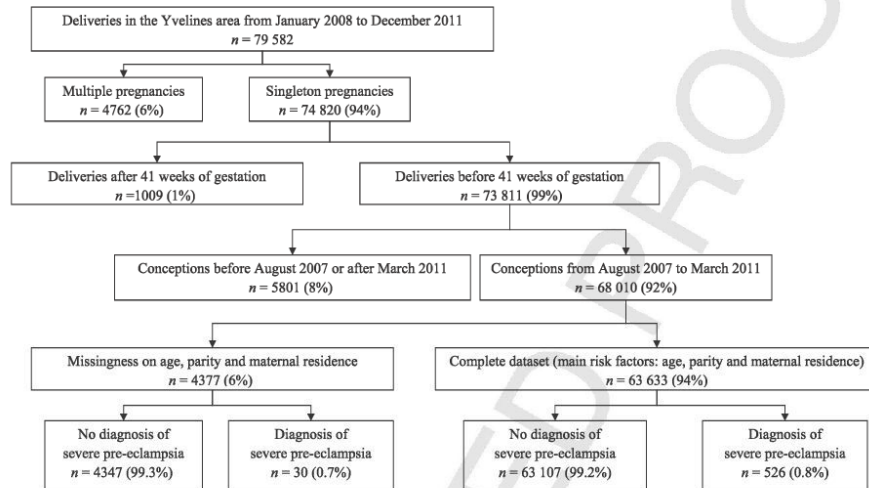 Deliveries in the Yvelines area from January 2008 to December 2011
n = 79 582
Multiple pregnancies
n = 4762 (6%)
Singleton pregnancies
n = 74 820 (94%)
Deliveries after 41 weeks of gestation
n =1009 (1%)
Deliveries before 41 weeks of gestation
n = 73 811 (99%)
Conceptions before August 2007 or after March 2011
n = 5801 (8%)
Conceptions from August 2007 to March 2011
n = 68 010 (92%)
Missingness on age, parity and maternal residence
n = 4377 (6%)
Complete dataset (main risk factors: age, parity and maternal residence)
n = 63 633 (94%)
No diagnosis of
severe pre-eclampsia
n = 4347 (99.3%)
Diagnosis of
severe pre-eclampsia
n = 30 (0.7%)
No diagnosis of
severe pre-eclampsia
n = 63 107 (99.2%)
Diagnosis of
severe pre-eclampsia
n = 526 (0.8%)
ED PROO